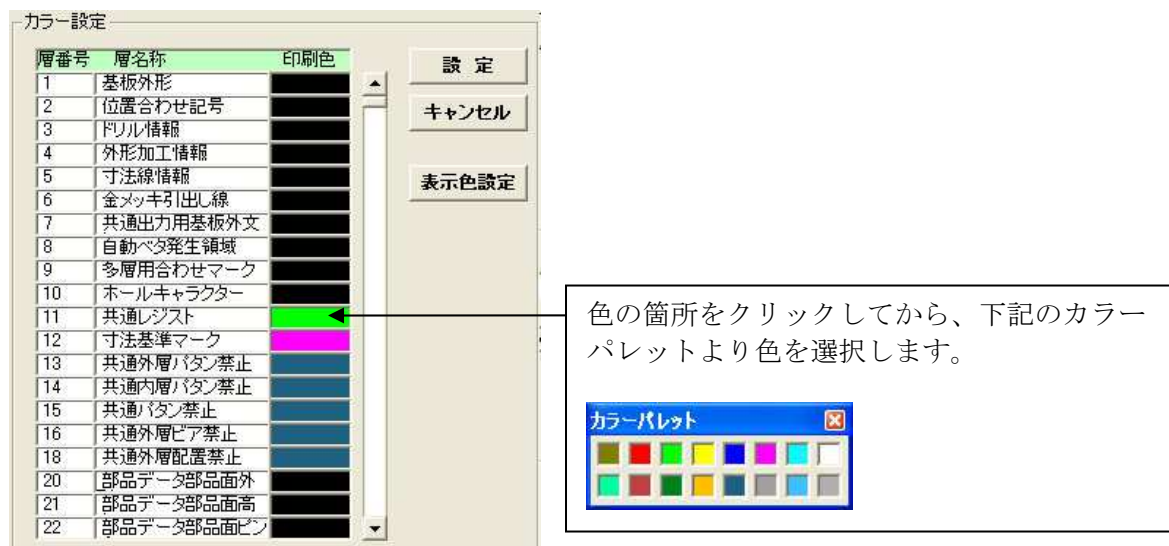 カラー設定
層番号 層名称 印刷色
1 基板外形
2 位置合わせ記号
3 ドリル情報
4 外形加工情報
5 寸法線情報
6 金メッキ引出し線
7 共通出力用基板外文
8 自動ベタ発生領域
9 多層用合わせマーク
10 ホールキャラクター
11 共通レジスト
12 寸法基準マーク
13 共通外層パタン禁止
14 共通内層パタン禁止
15 共通パタン禁止
16 共通外層ビア禁止
18 共通外層配置禁止
20 部品データ部品面外
21 部品データ部品面高
22 部品データ部品面ピン
設 定
キャンセル
表示色設定
色の箇所をクリックしてから、下記のカラー
パレットより色を選択します。
カラーパレット